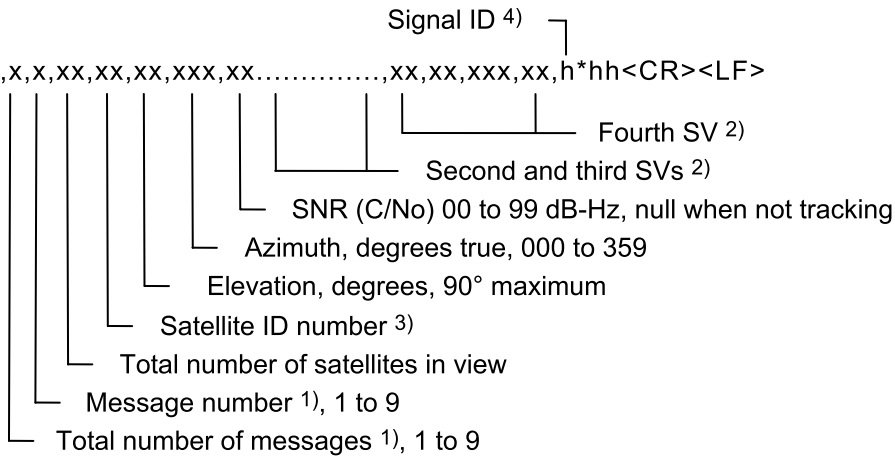 Signal ID 4)
,x,x,xx,xx,xx,xxx,xx..............,xx,xx,xxx,xx,h*hh<CR><LF>
Fourth SV 2)
Second and third SVs 2)
SNR (C/No) 00 to 99 dB-Hz, null when not tracking
Azimuth, degrees true, 000 to 359
Elevation, degrees, 90° maximum
Satellite ID number 3)
Total number of satellites in view
Message number 1), 1 to 9
Total number of messages 1), 1 to 9